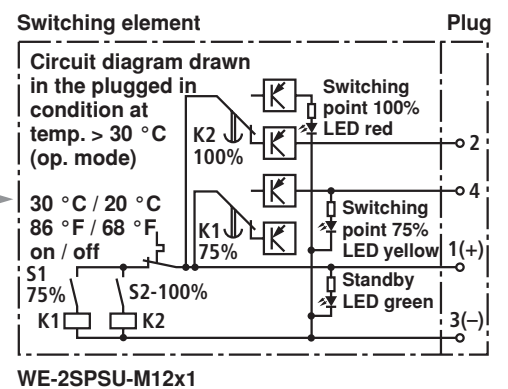 Switching element
Plug
Circuit diagram drawn
in the plugged in
condition at
temp. > 30 °C
(op. mode)
K2
100%
Switching
point 100%
LED red
2
4
30 °C / 20 °C
86 °F / 68 °F
on / off
K1
75%
Switching
point 75%
LED yellow
1(+)
S1
75%
S2-100%
Standby
LED green
K1
K2
3(–)
WE-2SPSU-M12x1